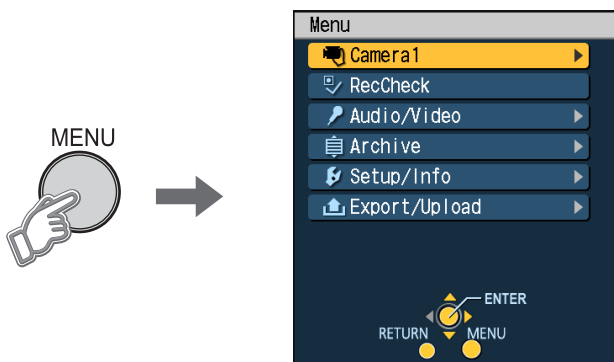 MENU
Menu
Camera1
RecCheck
Audio/Video
Archive
Setup/Info
Export/Upload
ENTER
RETURN MENU